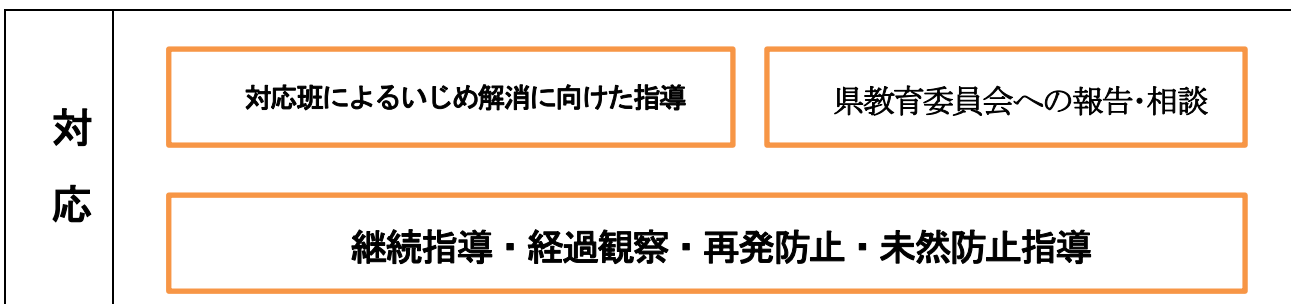 対応
対応班によるいじめ解消に向けた指導
県教育委員会への報告・相談
継続指導・経過観察・再発防止・未然防止指導